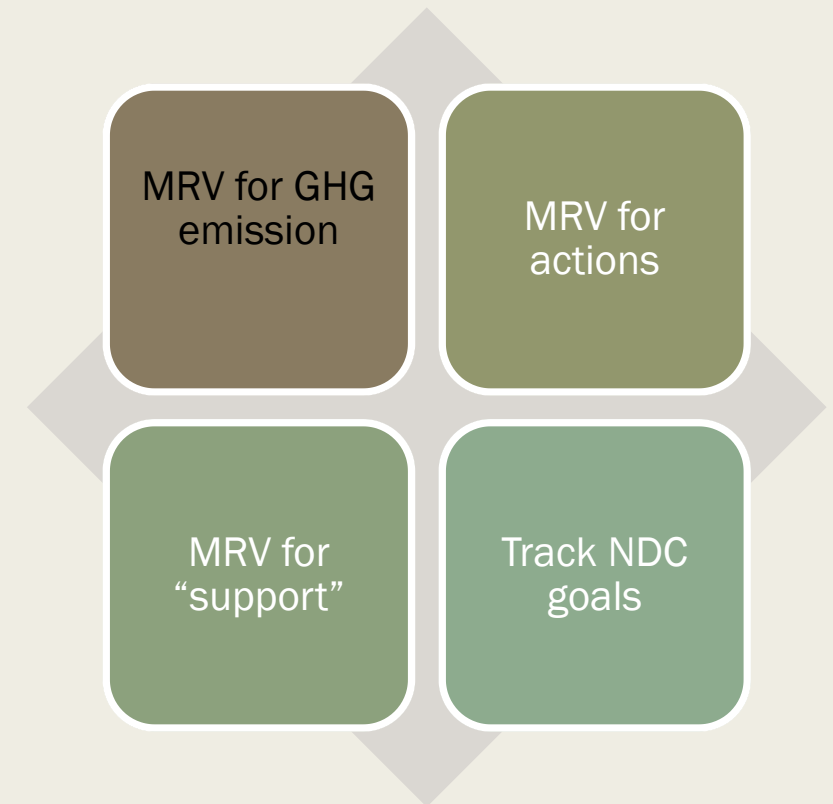 MRV for GHG
emission
MRV for
actions
MRV for
“support”
Track NDC
goals